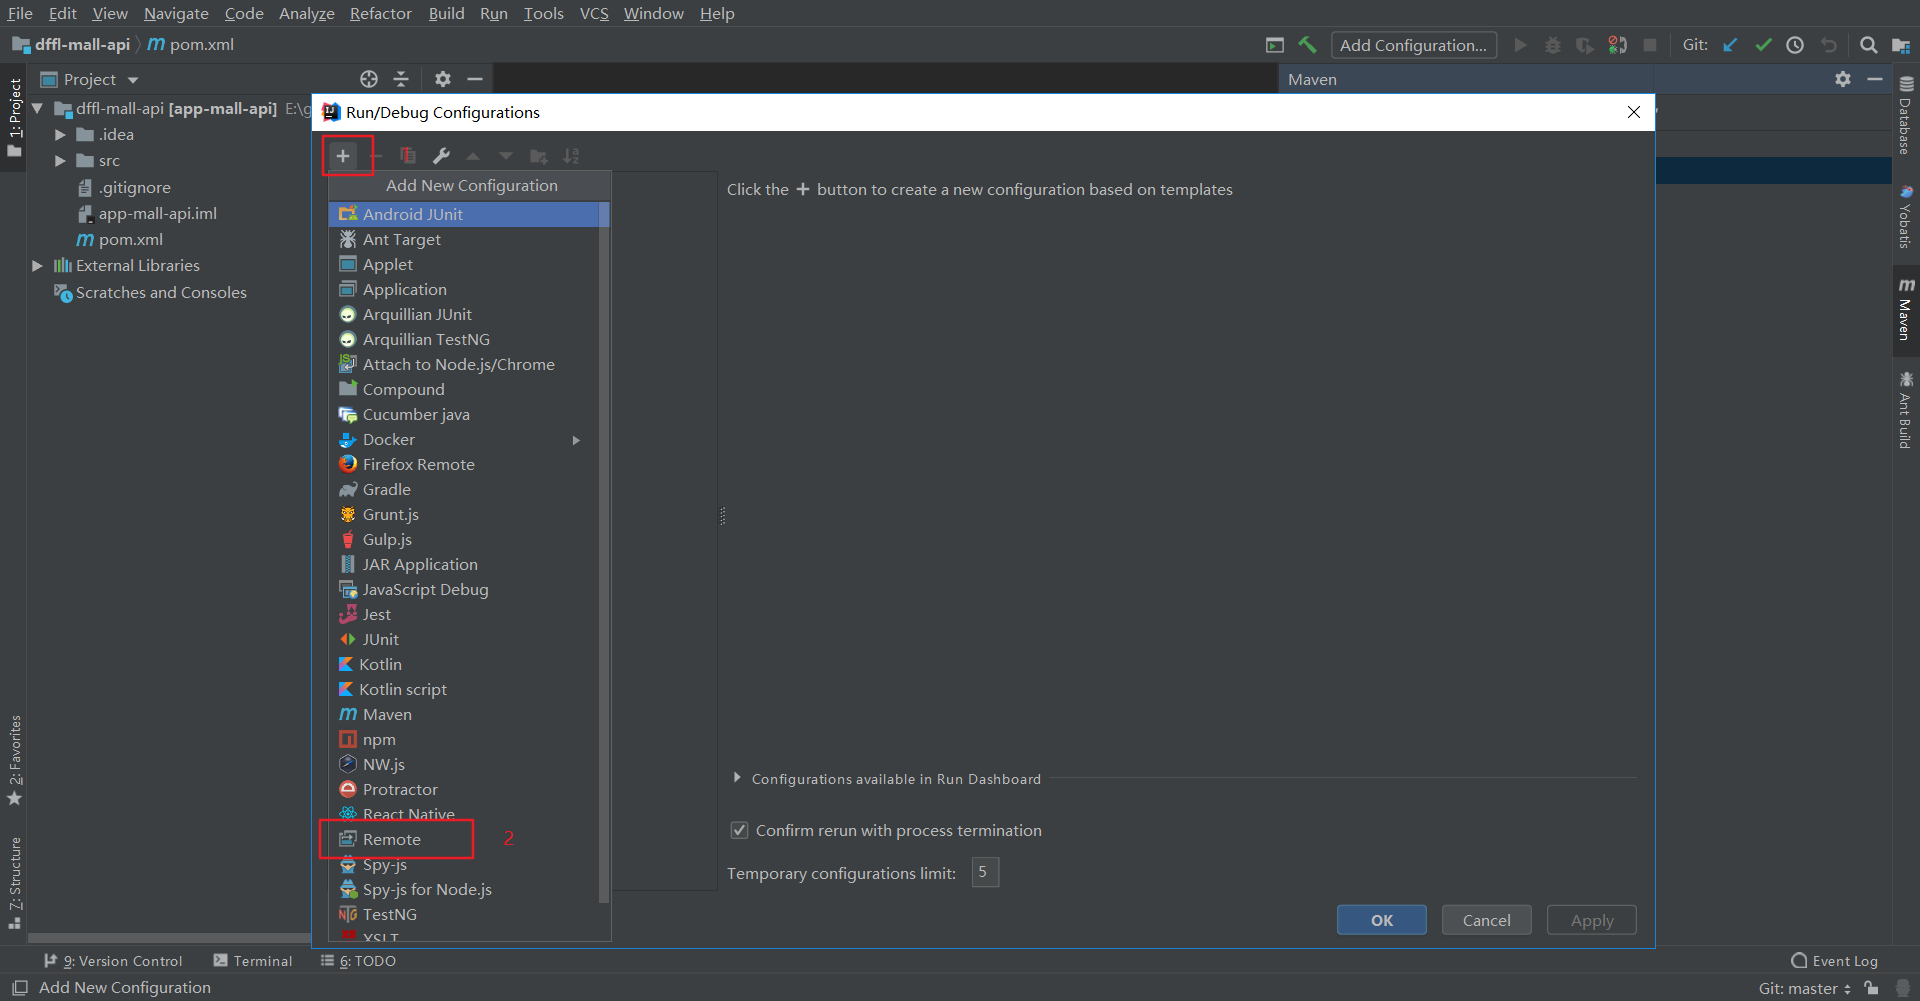 File Edit View Navigate Code Analyze Refactor Build Run Tools VCS Window Help
dffl-mall-api pom.xml Add Configuration... Git:
Project Maven
1: Project
dffl-mall-api [app-mall-api] E:\g
.idea
src
.gitignore
app-mall-api.iml
pom.xml
External Libraries
Scratches and Consoles
2: Favorites
7: Structure
Run/Debug Configurations
1
Add New Configuration
Android JUnit
Ant Target
Applet
Application
Arquillian JUnit
Arquillian TestNG
Attach to Node.js/Chrome
Compound
Cucumber java
Docker
Firefox Remote
Gradle
Grunt.js
Gulp.js
JAR Application
JavaScript Debug
Jest
JUnit
Kotlin
Kotlin script
Maven
npm
NW.js
Protractor
React Native
Remote 2
Spy-js
Spy-js for Node.js
TestNG
XSLT
Click the + button to create a new configuration based on templates
Configurations available in Run Dashboard
Confirm rerun with process termination
Temporary configurations limit: 5
OK Cancel Apply
Database
Yobatis
Maven
Ant Build
9: Version Control Terminal 6: TODO Event Log
Add New Configuration Git: master